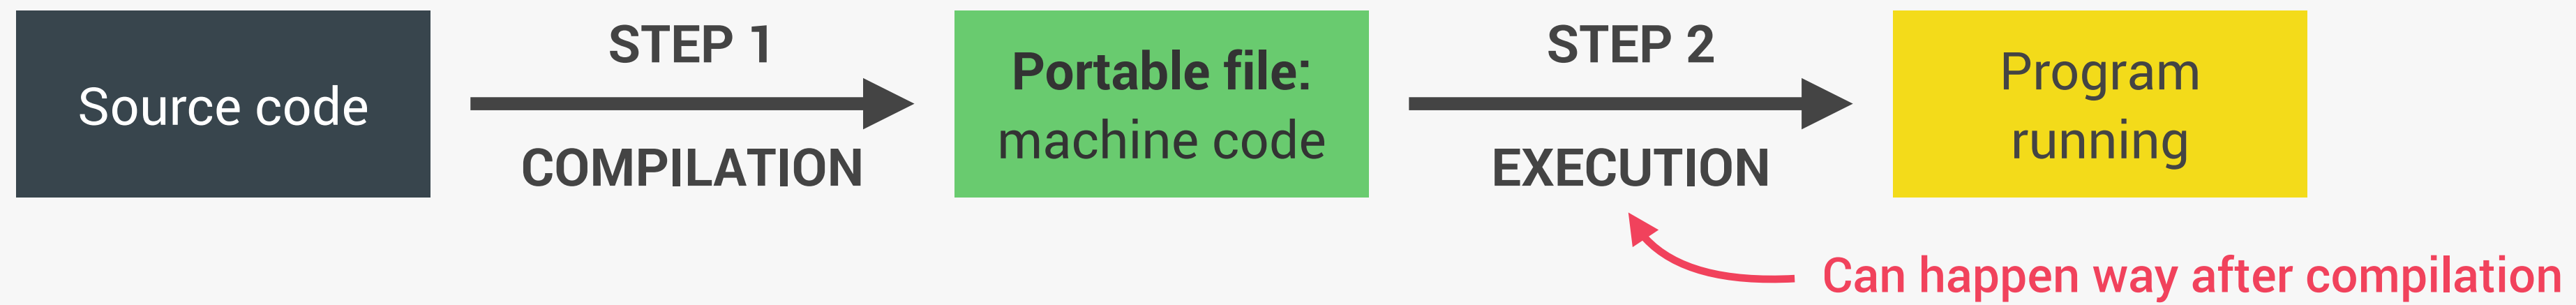 Source code
STEP 1
COMPILATION
Portable file:
machine code
STEP 2
EXECUTION
Program
running
Can happen way after compilation